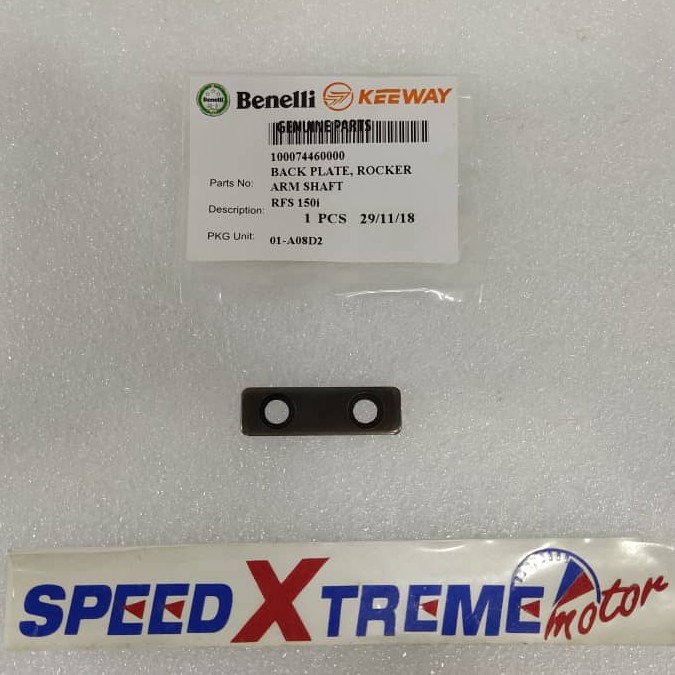 Benelli Benelli KEEWAY
GENUINE PARTS
100074460000
BACK PLATE, ROCKER
Parts No: ARM SHAFT
Description: RFS 150i
1 PCS 29/11/18
PKG Unit: 01-A08D2
SPEED XTREME motor